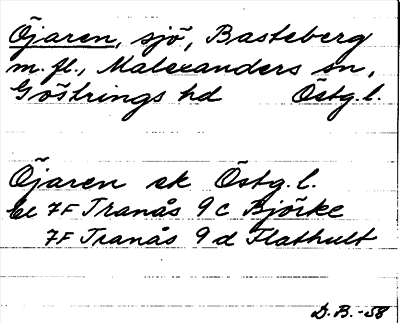 Öjaren, sjö, Basteberg
m.fl., Malexanders sn,
Göstrings hd Östg.l.
Öjaren ek Östg.l.
bl 7F Tranås 9c Björke
7F Tranås 9d Flathult
D.B.-58